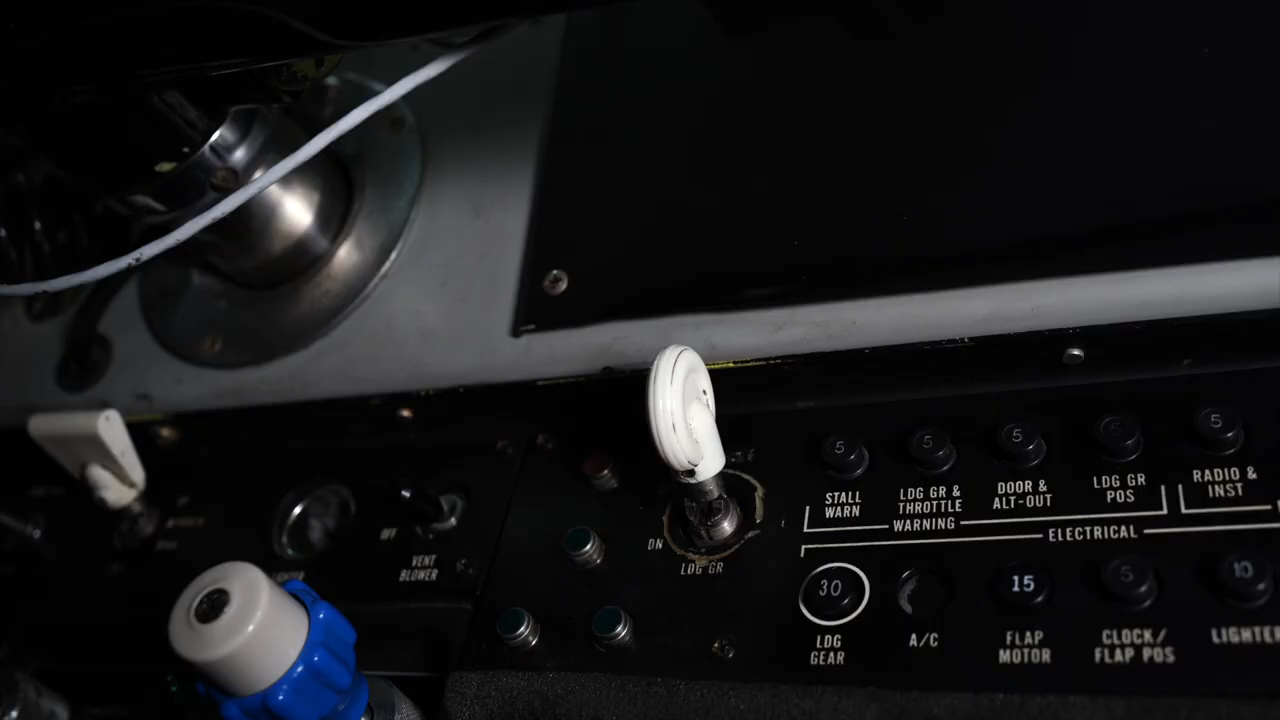 5
5
5
5
5
STALL
WARN
LDG GR &
THROTTLE
WARNING
DOOR &
ALT-OUT
LDG GR
POS
RADIO &
INST
ELECTRICAL
OFF
VENT
BLOWER
DN
LDG GR
30
15
5
10
LDG
GEAR
A/C
FLAP
MOTOR
CLOCK/
FLAP POS
LIGHTER